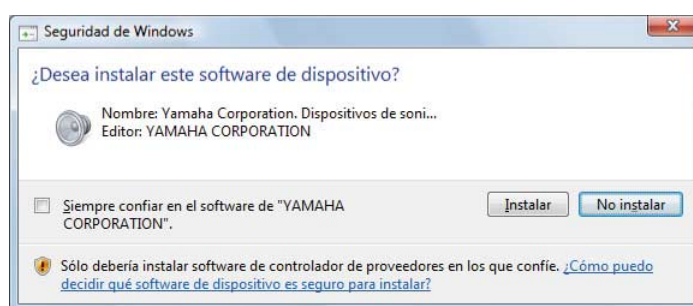 Seguridad de Windows
¿Desea instalar este software de dispositivo?
Nombre: Yamaha Corporation. Dispositivos de soni...
Editor: YAMAHA CORPORATION
Siempre confiar en el software de "YAMAHA
CORPORATION".
Instalar
No instalar
Sólo debería instalar software de controlador de proveedores en los que confíe. ¿Cómo puedo
decidir qué software de dispositivo es seguro para instalar?